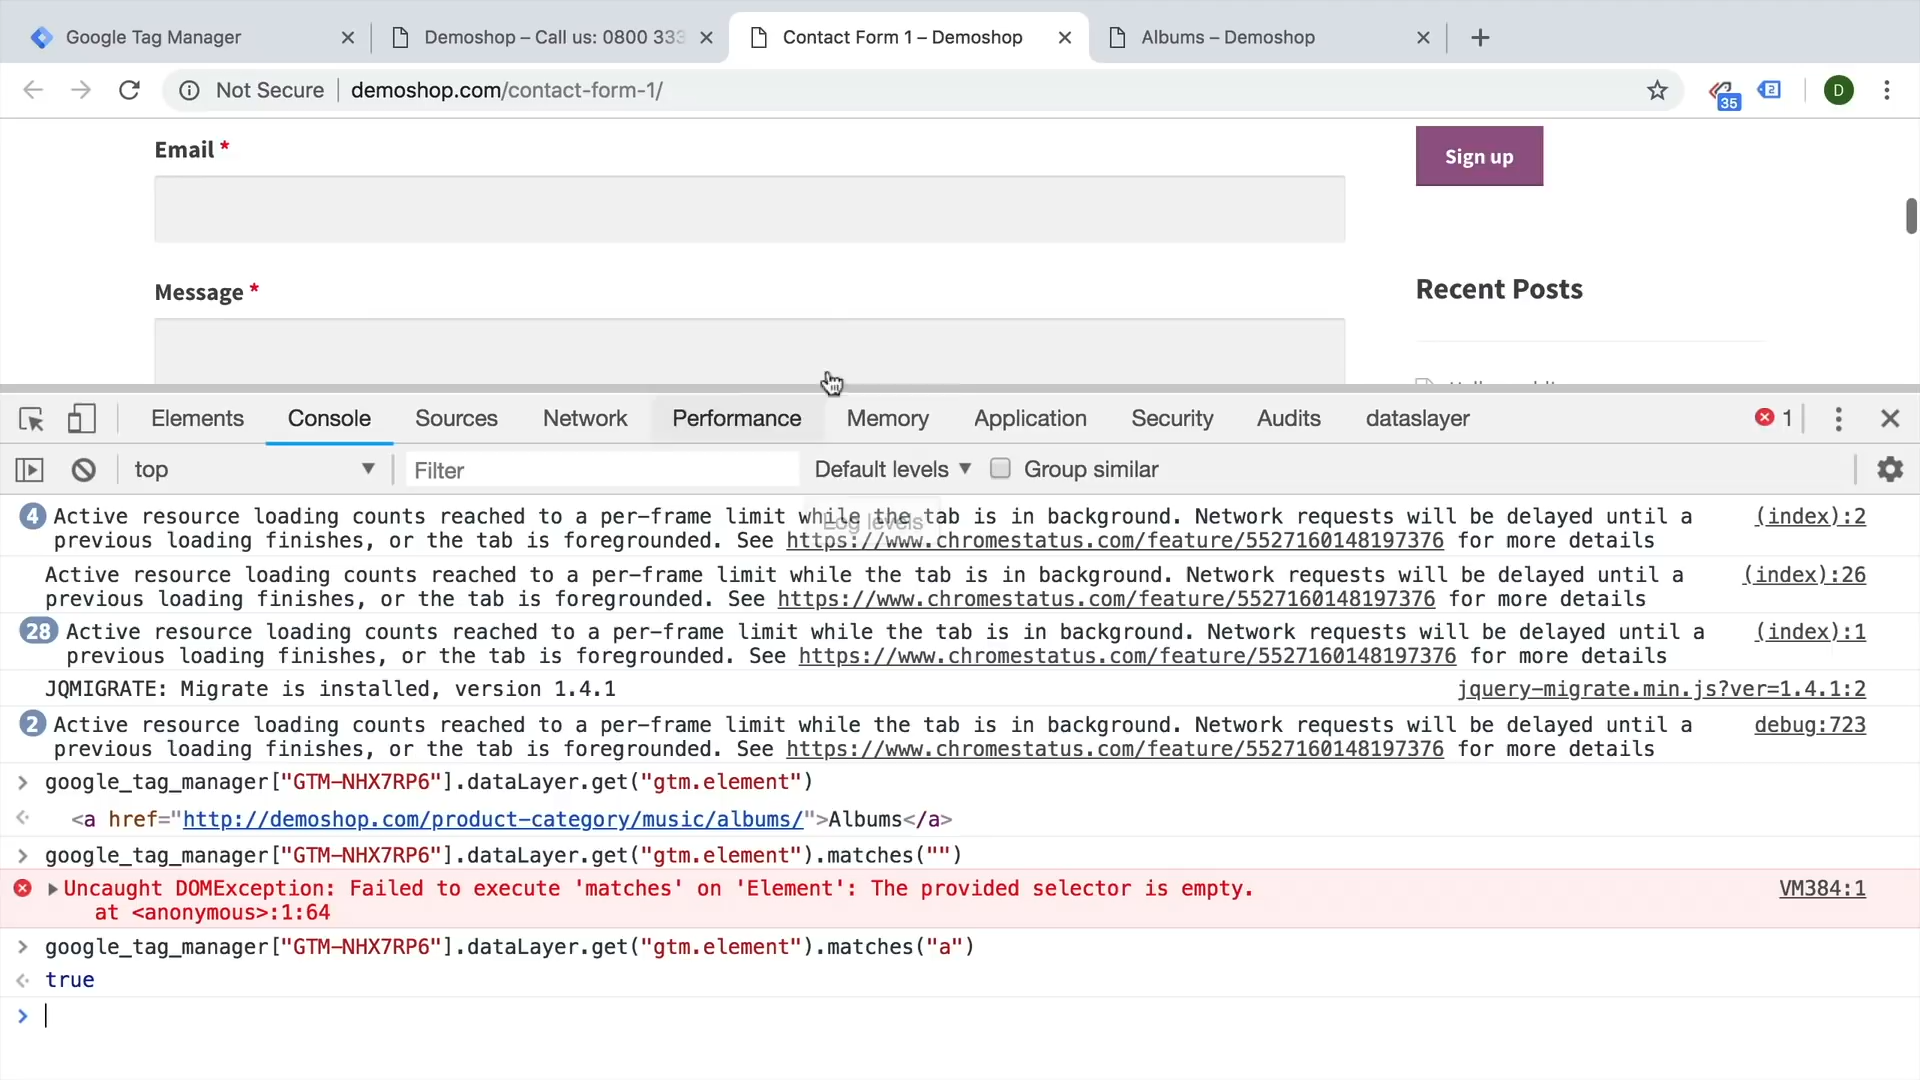 Google Tag Manager
Demoshop – Call us: 0800 333
Contact Form 1 – Demoshop
Albums – Demoshop
Not Secure
demoshop.com/contact-form-1/
35
2
D
Email *
Sign up
Message *
Recent Posts
Elements
Console
Sources
Network
Performance
Memory
Application
Security
Audits
dataslayer
1
top
Filter
Default levels
Group similar
Log levels
4 Active resource loading counts reached to a per-frame limit while the tab is in background. Network requests will be delayed until a (index):2
previous loading finishes, or the tab is foregrounded. See https://www.chromestatus.com/feature/5527160148197376 for more details
Active resource loading counts reached to a per-frame limit while the tab is in background. Network requests will be delayed until a (index):26
previous loading finishes, or the tab is foregrounded. See https://www.chromestatus.com/feature/5527160148197376 for more details
28 Active resource loading counts reached to a per-frame limit while the tab is in background. Network requests will be delayed until a (index):1
previous loading finishes, or the tab is foregrounded. See https://www.chromestatus.com/feature/5527160148197376 for more details
JQMIGRATE: Migrate is installed, version 1.4.1 jquery-migrate.min.js?ver=1.4.1:2
2 Active resource loading counts reached to a per-frame limit while the tab is in background. Network requests will be delayed until a debug:723
previous loading finishes, or the tab is foregrounded. See https://www.chromestatus.com/feature/5527160148197376 for more details
google_tag_manager["GTM-NHX7RP6"].dataLayer.get("gtm.element")
<a href="http://demoshop.com/product-category/music/albums/">Albums</a>
google_tag_manager["GTM-NHX7RP6"].dataLayer.get("gtm.element").matches("")
Uncaught DOMException: Failed to execute 'matches' on 'Element': The provided selector is empty. VM384:1
at <anonymous>:1:64
google_tag_manager["GTM-NHX7RP6"].dataLayer.get("gtm.element").matches("a")
true